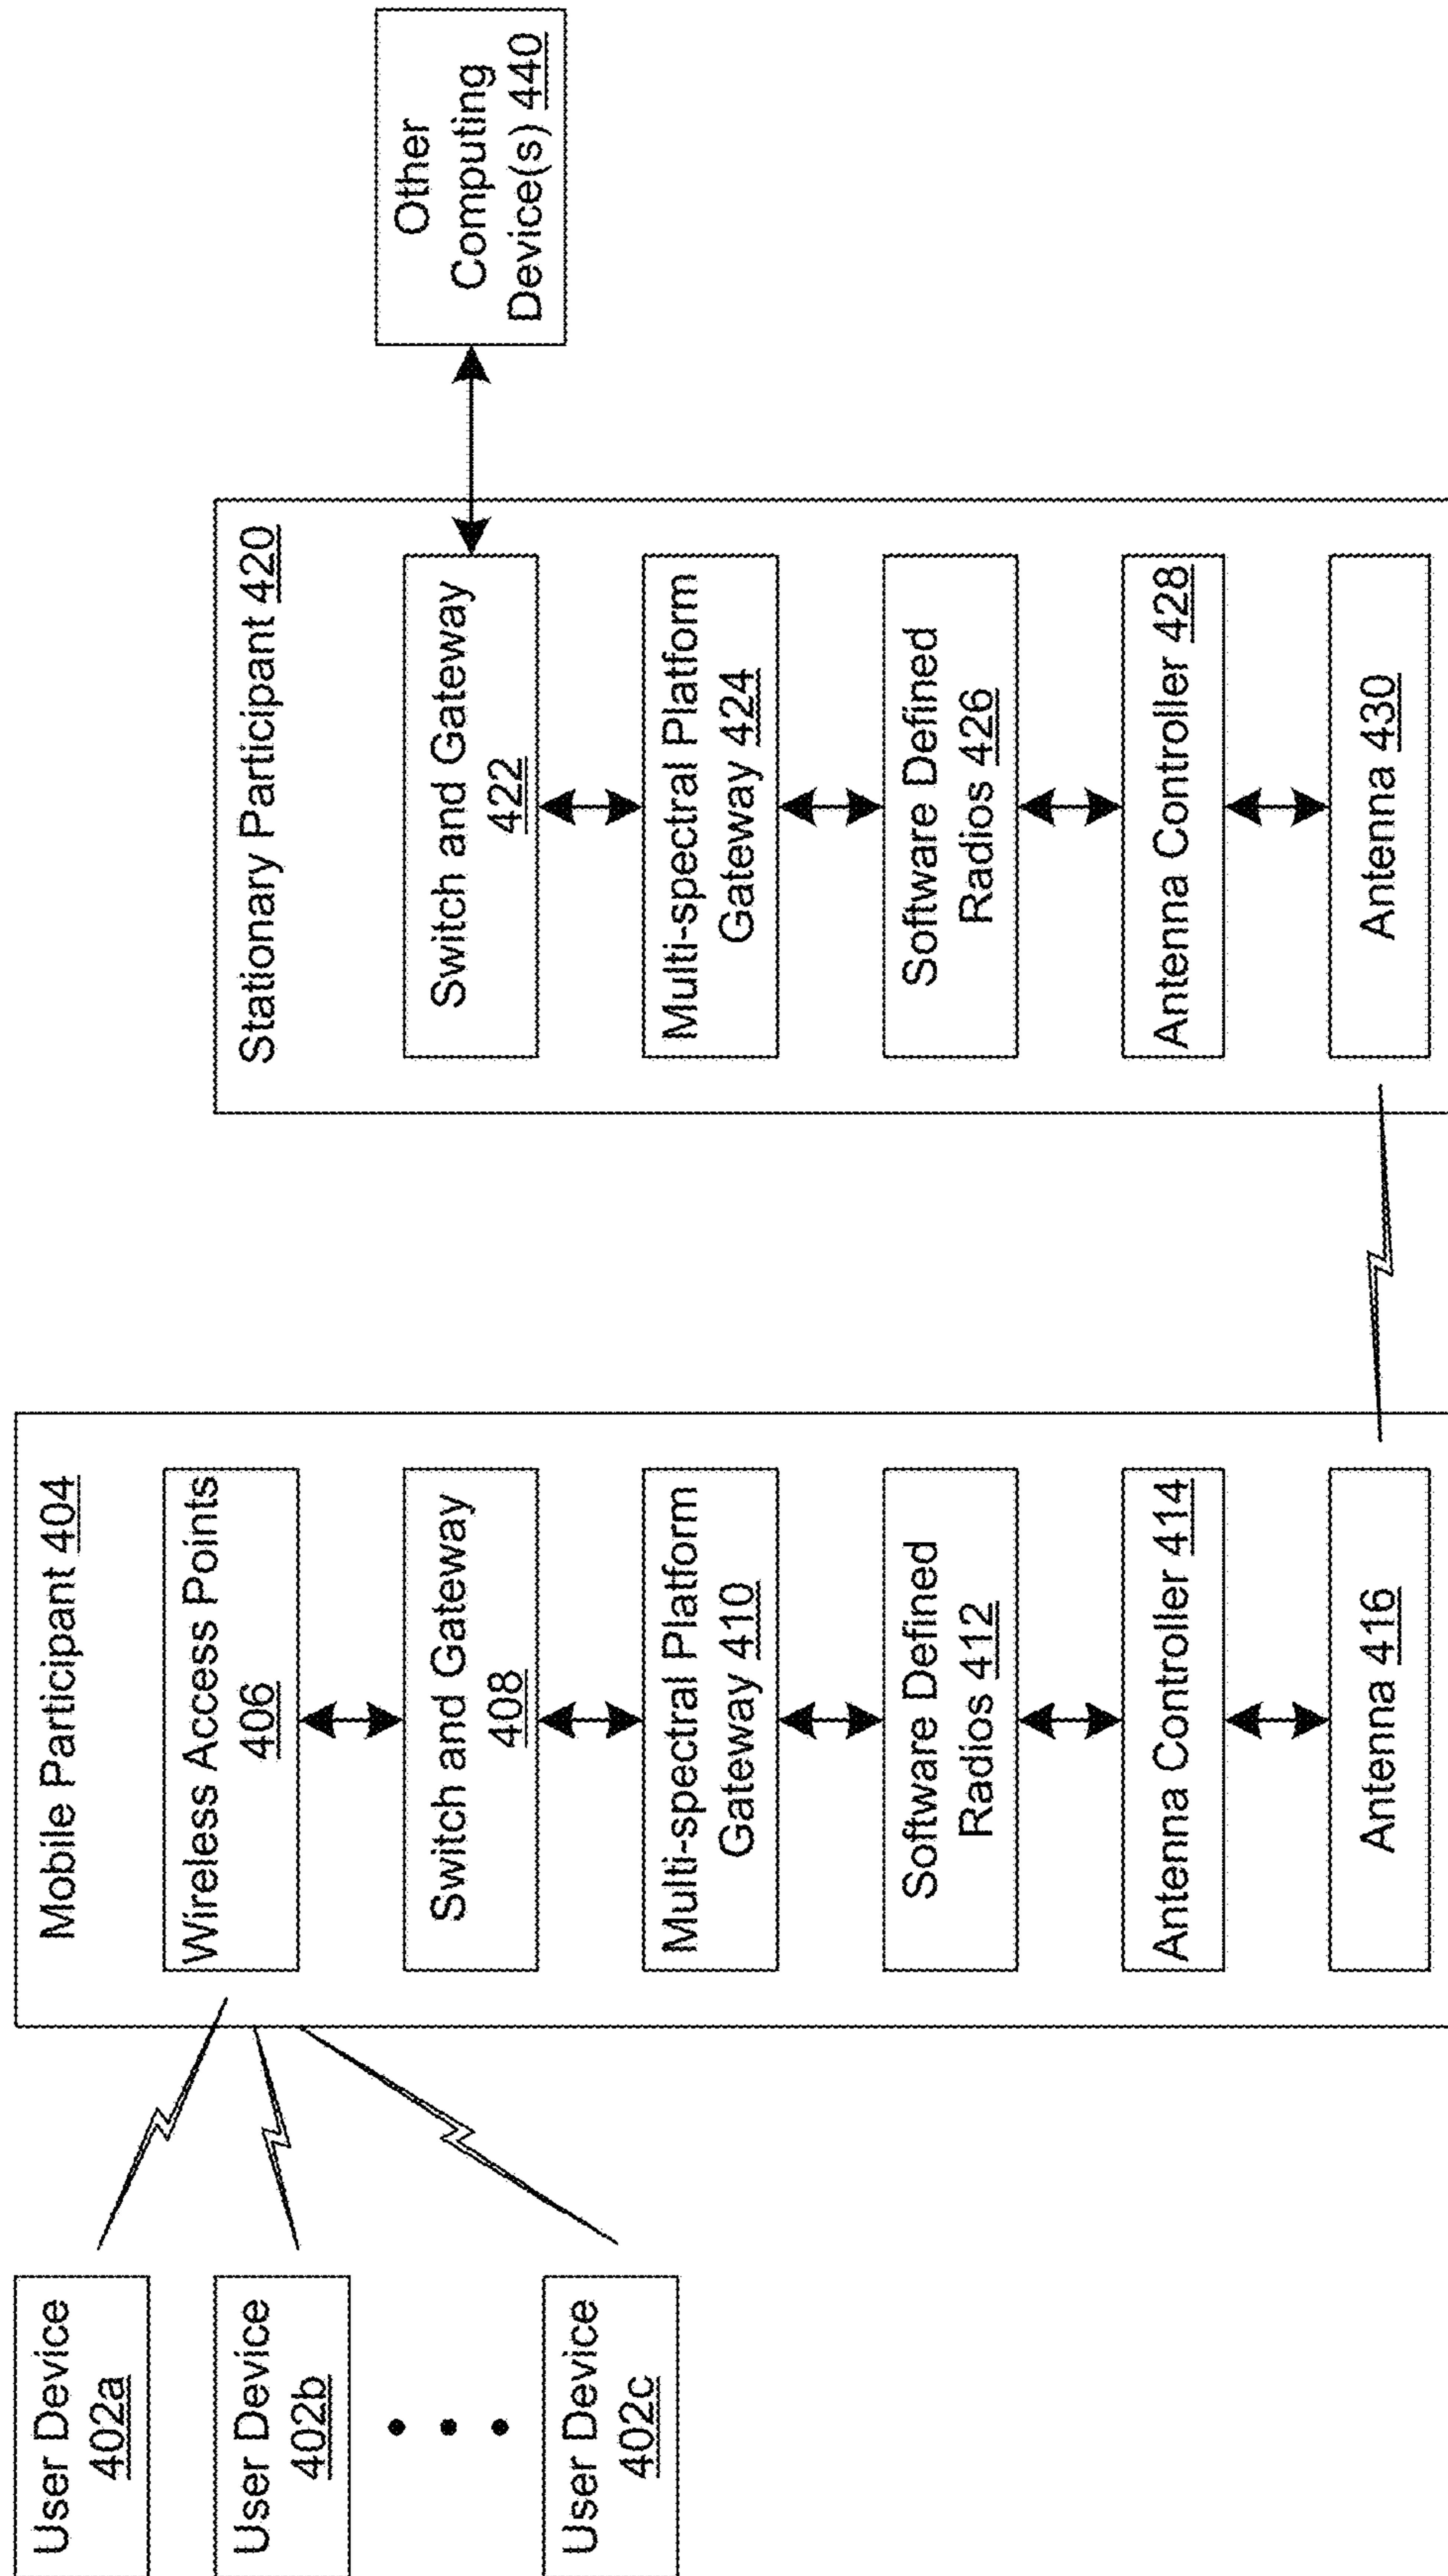 User Device
402a
User Device
402b
User Device
402c
Mobile Participant 404
Wireless Access Points
406
Switch and Gateway
408
Multi-spectral Platform
Gateway 410
Software Defined
Radios 412
Antenna Controller 414
Antenna 416
Stationary Participant 420
Switch and Gateway
422
Multi-spectral Platform
Gateway 424
Software Defined
Radios 426
Antenna Controller 428
Antenna 430
Other
Computing
Device(s) 440